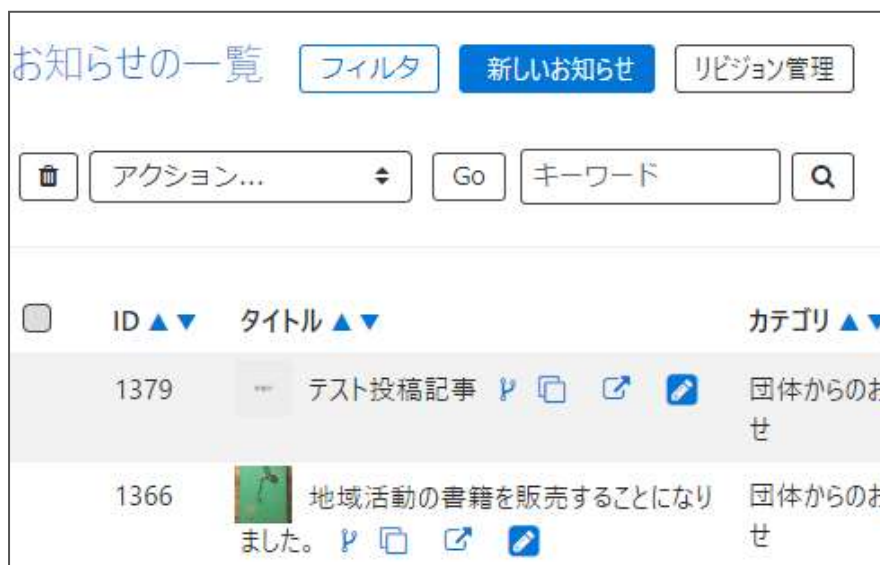 お知らせの一覧 フィルタ 新しいお知らせ リビジョン管理
アクション... Go キーワード
ID ▲ ▼ タイトル ▲ ▼ カテゴリ ▲ ▼
1379 テスト投稿記事 団体からのお
せ
1366 地域活動の書籍を販売することになり 団体からのお
ました。 せ